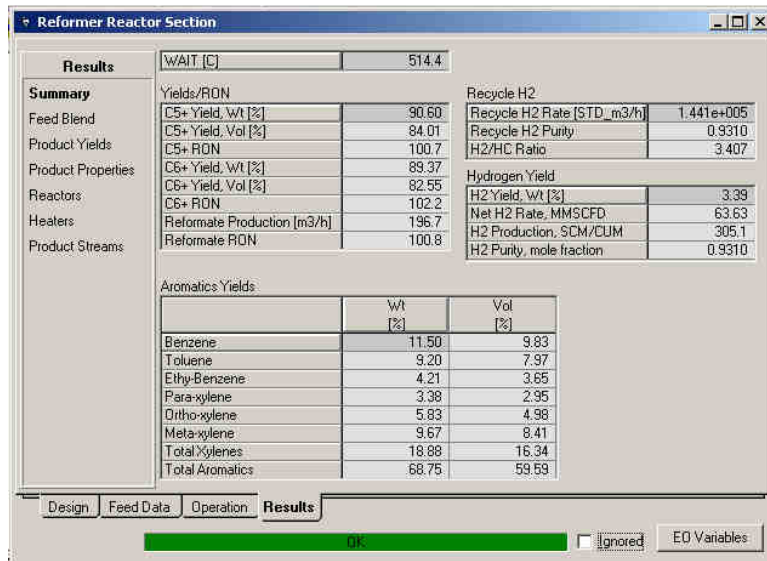 Reformer Reactor Section
Results
Summary
Feed Blend
Product Yields
Product Properties
Reactors
Heaters
Product Streams
WAIT [C] 514.4
Yields/RON
C5+ Yield, Wt [%] 90.60
C5+ Yield, Vol [%] 84.01
C5+ RON 100.7
C6+ Yield, Wt [%] 89.37
C6+ Yield, Vol [%] 82.55
C6+ RON 102.2
Reformate Production [m3/h] 196.7
Reformate RON 100.8
Recycle H2
Recycle H2 Rate [STD_m3/h] 1.441e+005
Recycle H2 Purity 0.9310
H2/HC Ratio 3.407
Hydrogen Yield
H2 Yield, Wt [%] 3.39
Net H2 Rate, MMSCFD 63.63
H2 Production, SCM/CUM 305.1
H2 Purity, mole fraction 0.9310
Aromatics Yields
Wt Vol
[%] [%]
Benzene 11.50 9.83
Toluene 9.20 7.97
Ethy-Benzene 4.21 3.65
Para-xylene 3.38 2.95
Ortho-xylene 5.83 4.98
Meta-xylene 9.67 8.41
Total Xylenes 18.88 16.34
Total Aromatics 68.75 59.59
Design Feed Data Operation Results
OK Ignored EO Variables